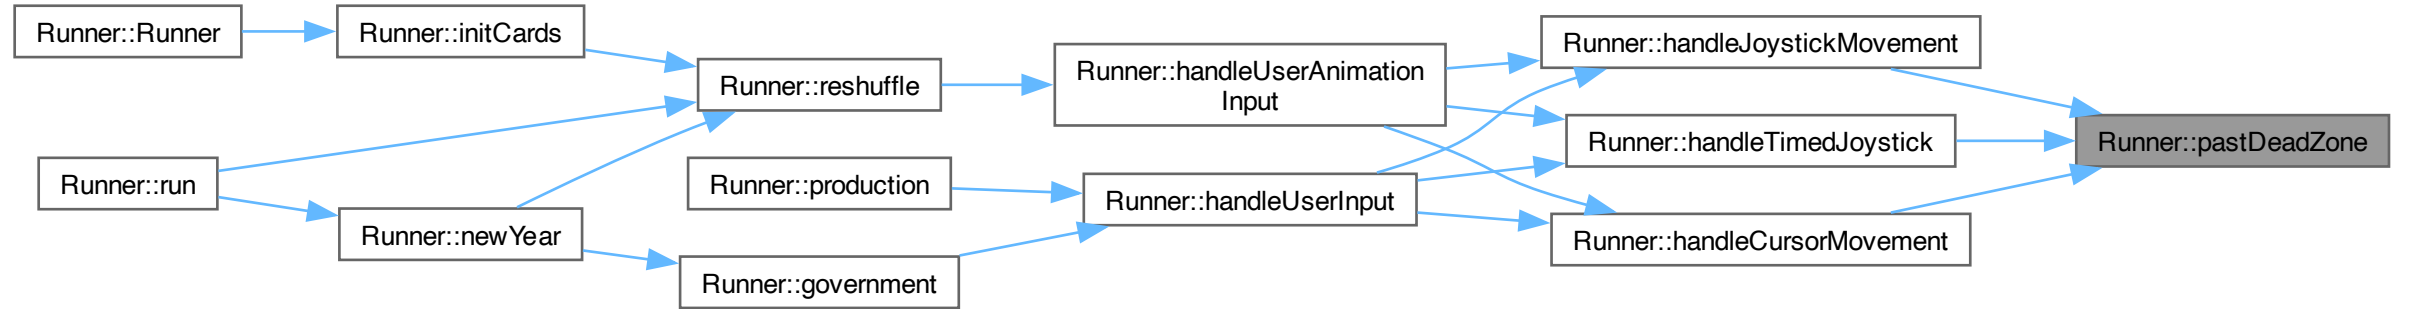 Runner::Runner
Runner::initCards
Runner::reshuffle
Runner::run
Runner::newYear
Runner::production
Runner::government
Runner::handleUserAnimation
Input
Runner::handleUserInput
Runner::handleJoystickMovement
Runner::handleTimedJoystick
Runner::handleCursorMovement
Runner::pastDeadZone